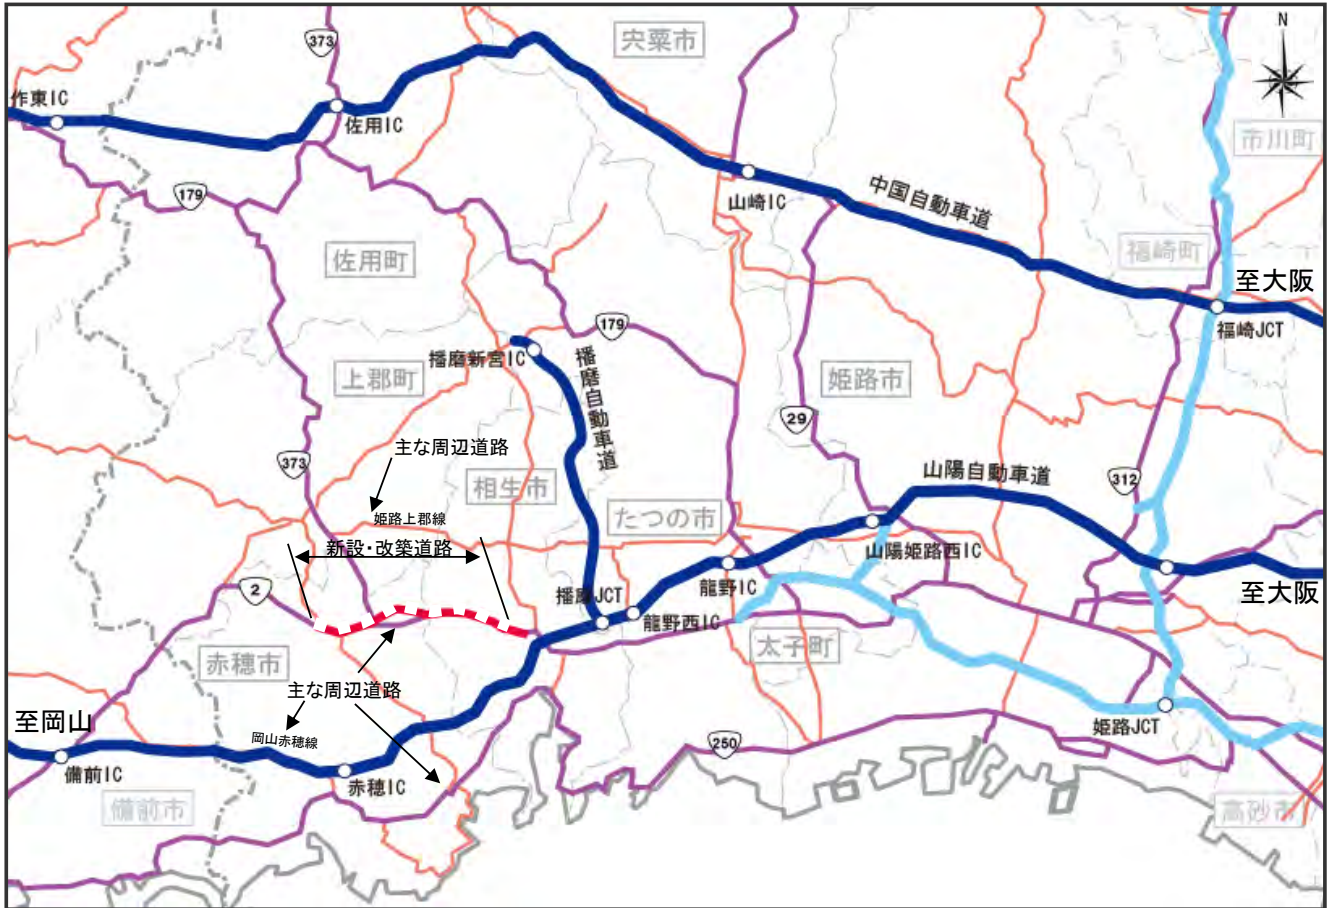 373
宍粟市
N
作東IC
佐用IC
市川町
179
山崎IC
中国自動車道
佐用町
福崎町
至大阪
福崎JCT
179
播磨新宮IC
播磨自動車道
上郡町
姫路市
29
主な周辺道路
373
相生市
山陽自動車道
312
姫路上郡線
たつの市
新設・改築道路
山陽姫路西IC
2
播磨JCT
龍野IC
至大阪
龍野西IC
太子町
赤穂市
主な周辺道路
至岡山
岡山赤穂線
250
姫路JCT
備前IC
赤穂IC
備前市
高砂市